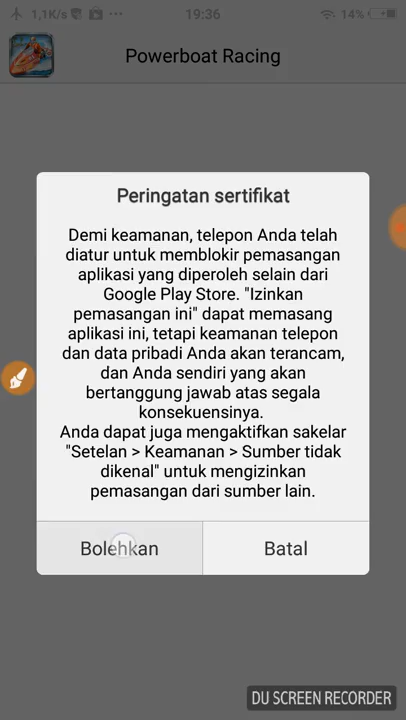 1,1K/s ... 19:36 14%
Powerboat Racing
Peringatan sertifikat
Demi keamanan, telepon Anda telah
diatur untuk memblokir pemasangan
aplikasi yang diperoleh selain dari
Google Play Store. "Izinkan
pemasangan ini" dapat memasang
aplikasi ini, tetapi keamanan telepon
dan data pribadi Anda akan terancam,
dan Anda sendiri yang akan
bertanggung jawab atas segala
konsekuensinya.
Anda dapat juga mengaktifkan sakelar
"Setelan > Keamanan > Sumber tidak
dikenal" untuk mengizinkan
pemasangan dari sumber lain.
Bolehkan Batal
DU SCREEN RECORDER